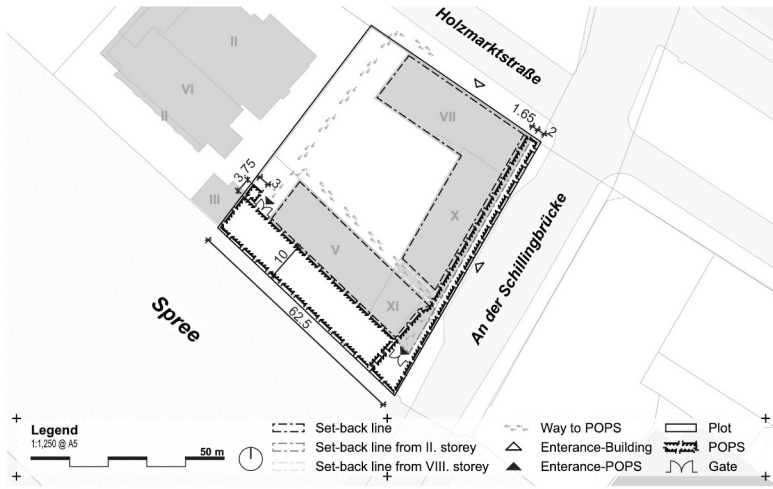 Holzmarktstraße
II
VI
II
VII
1.65
2
3.75
3
III
X
V
10
XI
An der Schillingbrücke
62.5
Spree
Legend
1:1,250 @ A5
50 m
Set-back line
Set-back line from II. storey
Set-back line from VIII. storey
Way to POPS
Enterance-Building
Enterance-POPS
Plot
POPS
Gate